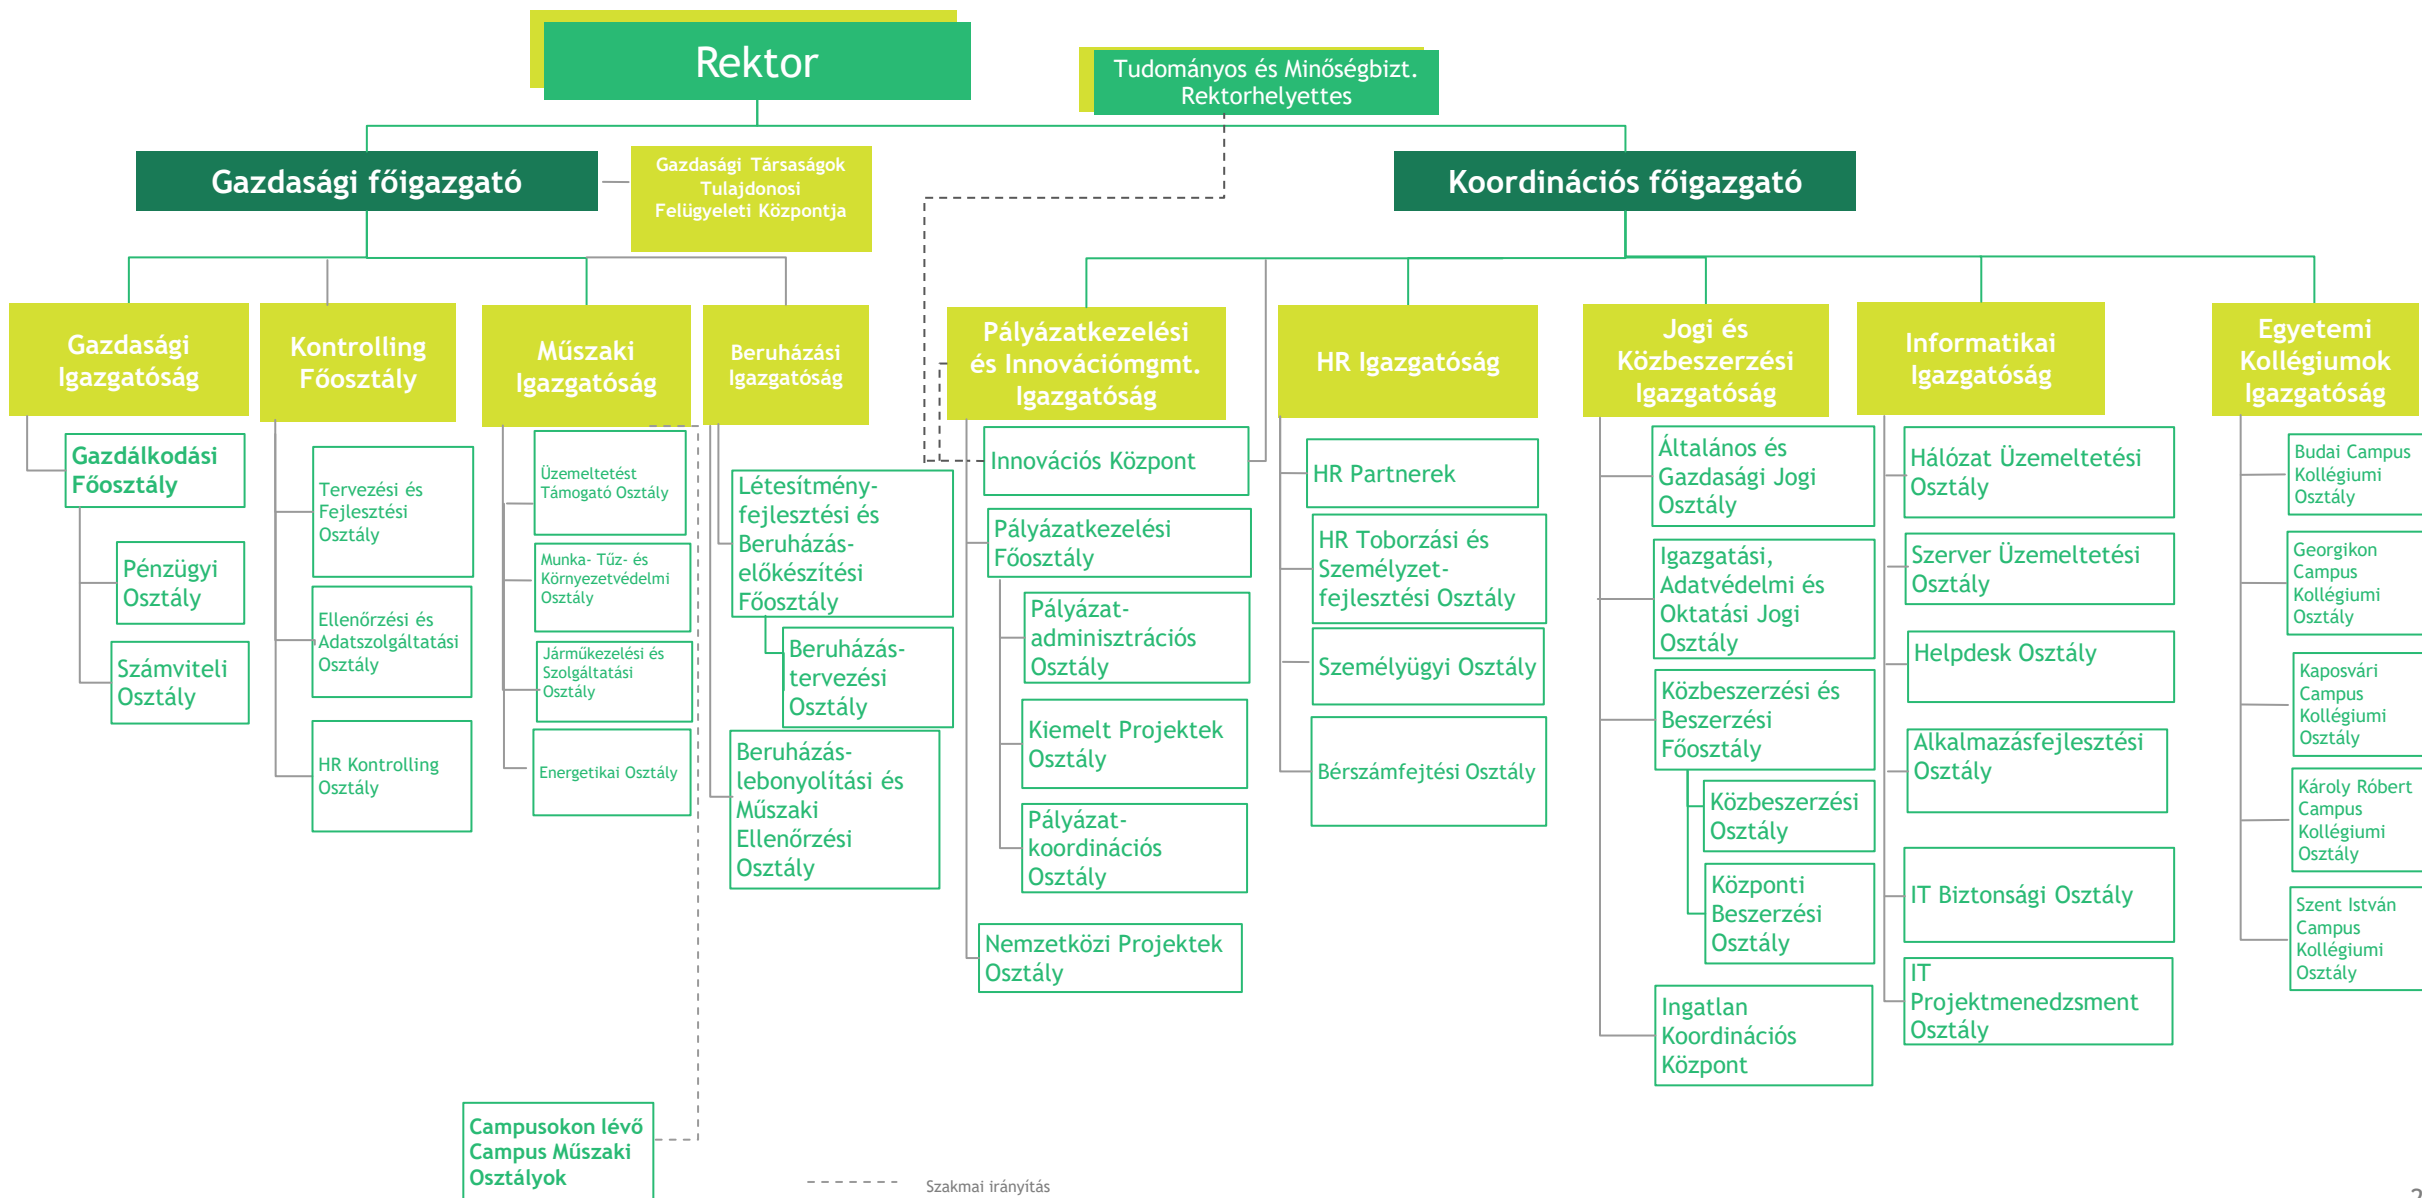 Rektor
Tudományos és Minőségbizt.
Rektorhelyettes
Gazdasági főigazgató
Gazdasági Társaságok
Tulajdonosi
Felügyeleti Központja
Koordinációs főigazgató
Gazdasági
Igazgatóság
Kontrolling
Főosztály
Műszaki
Igazgatóság
Beruházási
Igazgatóság
Pályázatkezelési
és Innovációmgmt.
Igazgatóság
HR Igazgatóság
Jogi és
Közbeszerzési
Igazgatóság
Informatikai
Igazgatóság
Egyetemi
Kollégiumok
Igazgatóság
Gazdálkodási
Főosztály
Pénzügyi
Osztály
Számviteli
Osztály
Tervezési és
Fejlesztési
Osztály
Ellenőrzési és
Adatszolgáltatási
Osztály
HR Kontrolling
Osztály
Üzemeltetést
Támogató Osztály
Munka- Tűz- és
Környezetvédelmi
Osztály
Járműkezelési és
Szolgáltatási
Osztály
Energetikai Osztály
Létesítmény-
fejlesztési és
Beruházás-
előkészítési
Főosztály
Beruházás-
tervezési
Osztály
Beruházás-
lebonyolítási és
Műszaki
Ellenőrzési
Osztály
Innovációs Központ
Pályázatkezelési
Főosztály
Pályázat-
adminisztrációs
Osztály
Kiemelt Projektek
Osztály
Pályázat-
koordinációs
Osztály
Nemzetközi Projektek
Osztály
HR Partnerek
HR Toborzási és
Személyzet-
fejlesztési Osztály
Személyügyi Osztály
Bérszámfejtési Osztály
Általános és
Gazdasági Jogi
Osztály
Igazgatási,
Adatvédelmi és
Oktatási Jogi
Osztály
Közbeszerzési és
Beszerzési
Főosztály
Közbeszerzési
Osztály
Központi
Beszerzési
Osztály
Ingatlan
Koordinációs
Központ
Hálózat Üzemeltetési
Osztály
Szerver Üzemeltetési
Osztály
Helpdesk Osztály
Alkalmazásfejlesztési
Osztály
IT Biztonsági Osztály
IT
Projektmenedzsment
Osztály
Budai Campus
Kollégiumi
Osztály
Georgikon
Campus
Kollégiumi
Osztály
Kaposvári
Campus
Kollégiumi
Osztály
Károly Róbert
Campus
Kollégiumi
Osztály
Szent István
Campus
Kollégiumi
Osztály
Campusokon lévő
Campus Műszaki
Osztályok
Szakmai irányítás